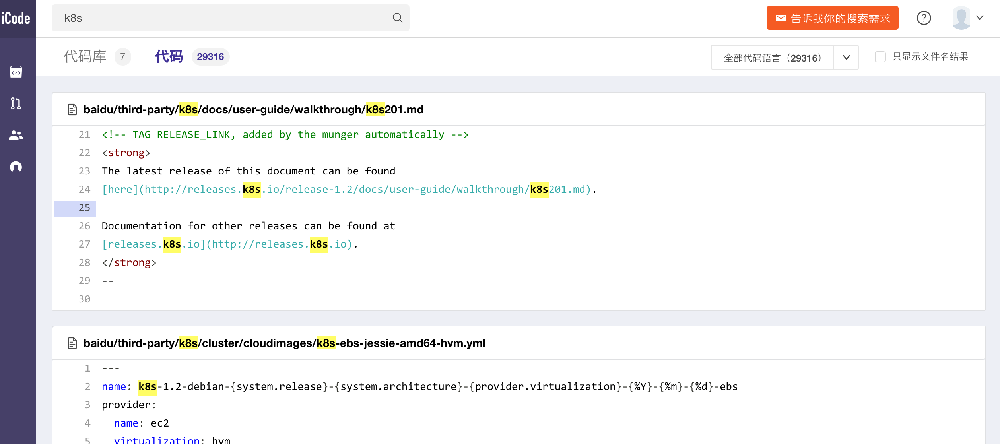 iCode
k8s
告诉我你的搜索需求
?
代码库 7 代码 29316
全部代码语言（29316）
只显示文件名结果
baidu/third-party/k8s/docs/user-guide/walkthrough/k8s201.md
21 <!-- TAG RELEASE_LINK, added by the munger automatically -->
22 <strong>
23 The latest release of this document can be found
24 [here](http://releases.k8s.io/release-1.2/docs/user-guide/walkthrough/k8s201.md).
25
26 Documentation for other releases can be found at
27 [releases.k8s.io](http://releases.k8s.io).
28 </strong>
29 --
30
baidu/third-party/k8s/cluster/cloudimages/k8s-ebs-jessie-amd64-hvm.yml
1 ---
2 name: k8s-1.2-debian-{system.release}-{system.architecture}-{provider.virtualization}-{%Y}-{%m}-{%d}-ebs
3 provider:
4 name: ec2
5 virtualization: hvm